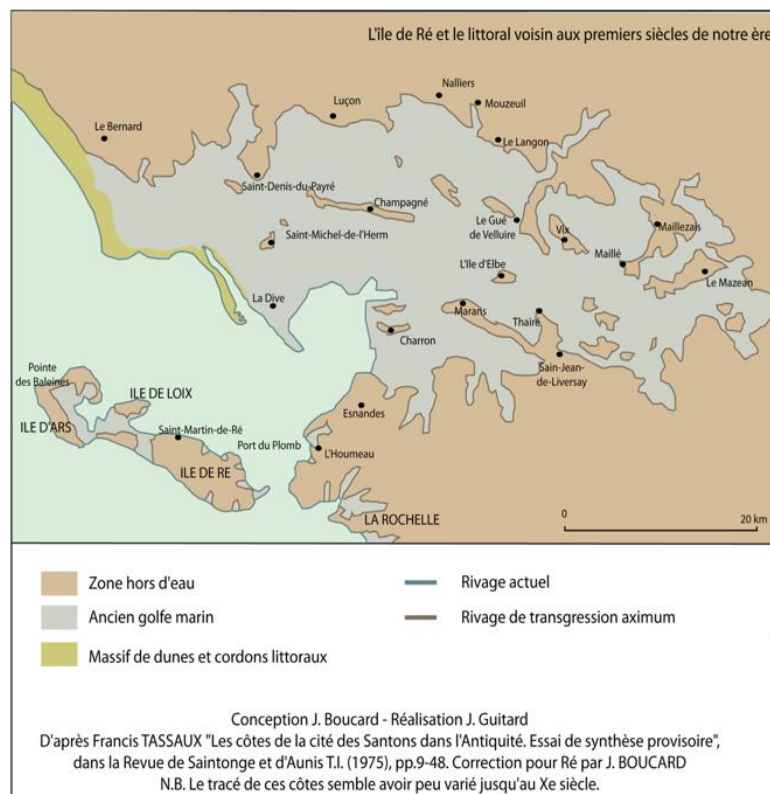 L'île de Ré et le littoral voisin aux premiers siècles de notre ère
Nalliers
Luçon
Mouzeuil
Le Bernard
Le Langon
Saint-Denis-du-Payré
Champagné
Le Gué
de Velluire
Vix
Maillezais
Saint-Michel-de-l'Herm
Maillé
L'Ile d'Elbe
Le Mazean
La Dive
Marans
Thairé
Charron
Sain-Jean-
de-Liversay
Pointe
des Baleines
ILE DE LOIX
Esnandes
ILE D'ARS
Saint-Martin-de-Ré
Port du Plomb
L'Houmeau
ILE DE RE
LA ROCHELLE
0
20 km
Zone hors d'eau
Rivage actuel
Ancien golfe marin
Rivage de transgression aximum
Massif de dunes et cordons littoraux
Conception J. Boucard - Réalisation J. Guitard
D'après Francis TASSAUX "Les côtes de la cité des Santons dans l'Antiquité. Essai de synthèse provisoire",
dans la Revue de Saintonge et d'Aunis T.I. (1975), pp.9-48. Correction pour Ré par J. BOUCARD
N.B. Le tracé de ces côtes semble avoir peu varié jusqu'au Xe siècle.